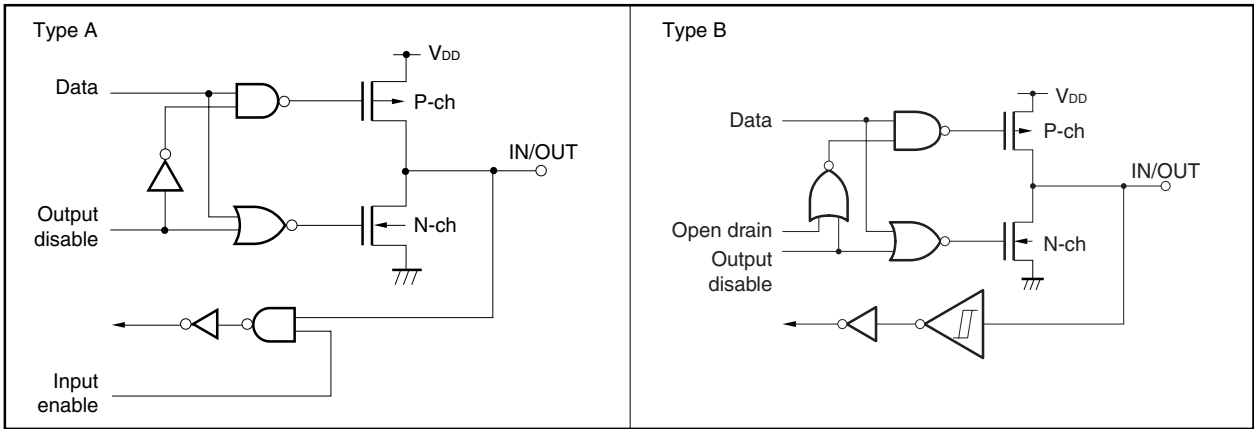 Type A
VDD
Data
P-ch
IN/OUT
Output
disable
N-ch
Input
enable
Type B
VDD
Data
P-ch
IN/OUT
Open drain
Output
disable
N-ch